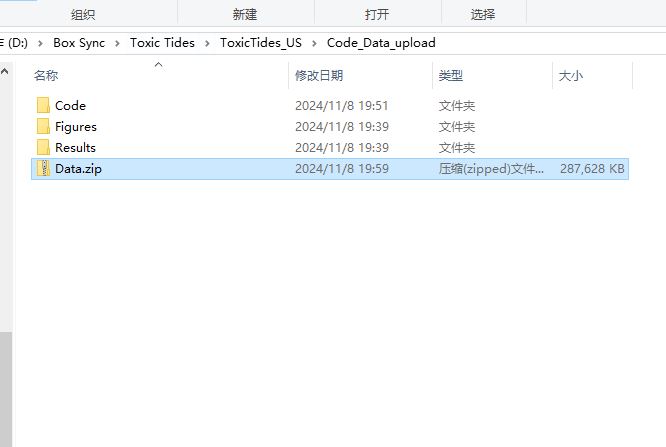 组织 新建 打开 选择
(D:) > Box Sync > Toxic Tides > ToxicTides_US > Code_Data_upload
名称 修改日期 类型 大小
Code 2024/11/8 19:51 文件夹
Figures 2024/11/8 19:39 文件夹
Results 2024/11/8 19:39 文件夹
Data.zip 2024/11/8 19:59 压缩(zipped)文件... 287,628 KB